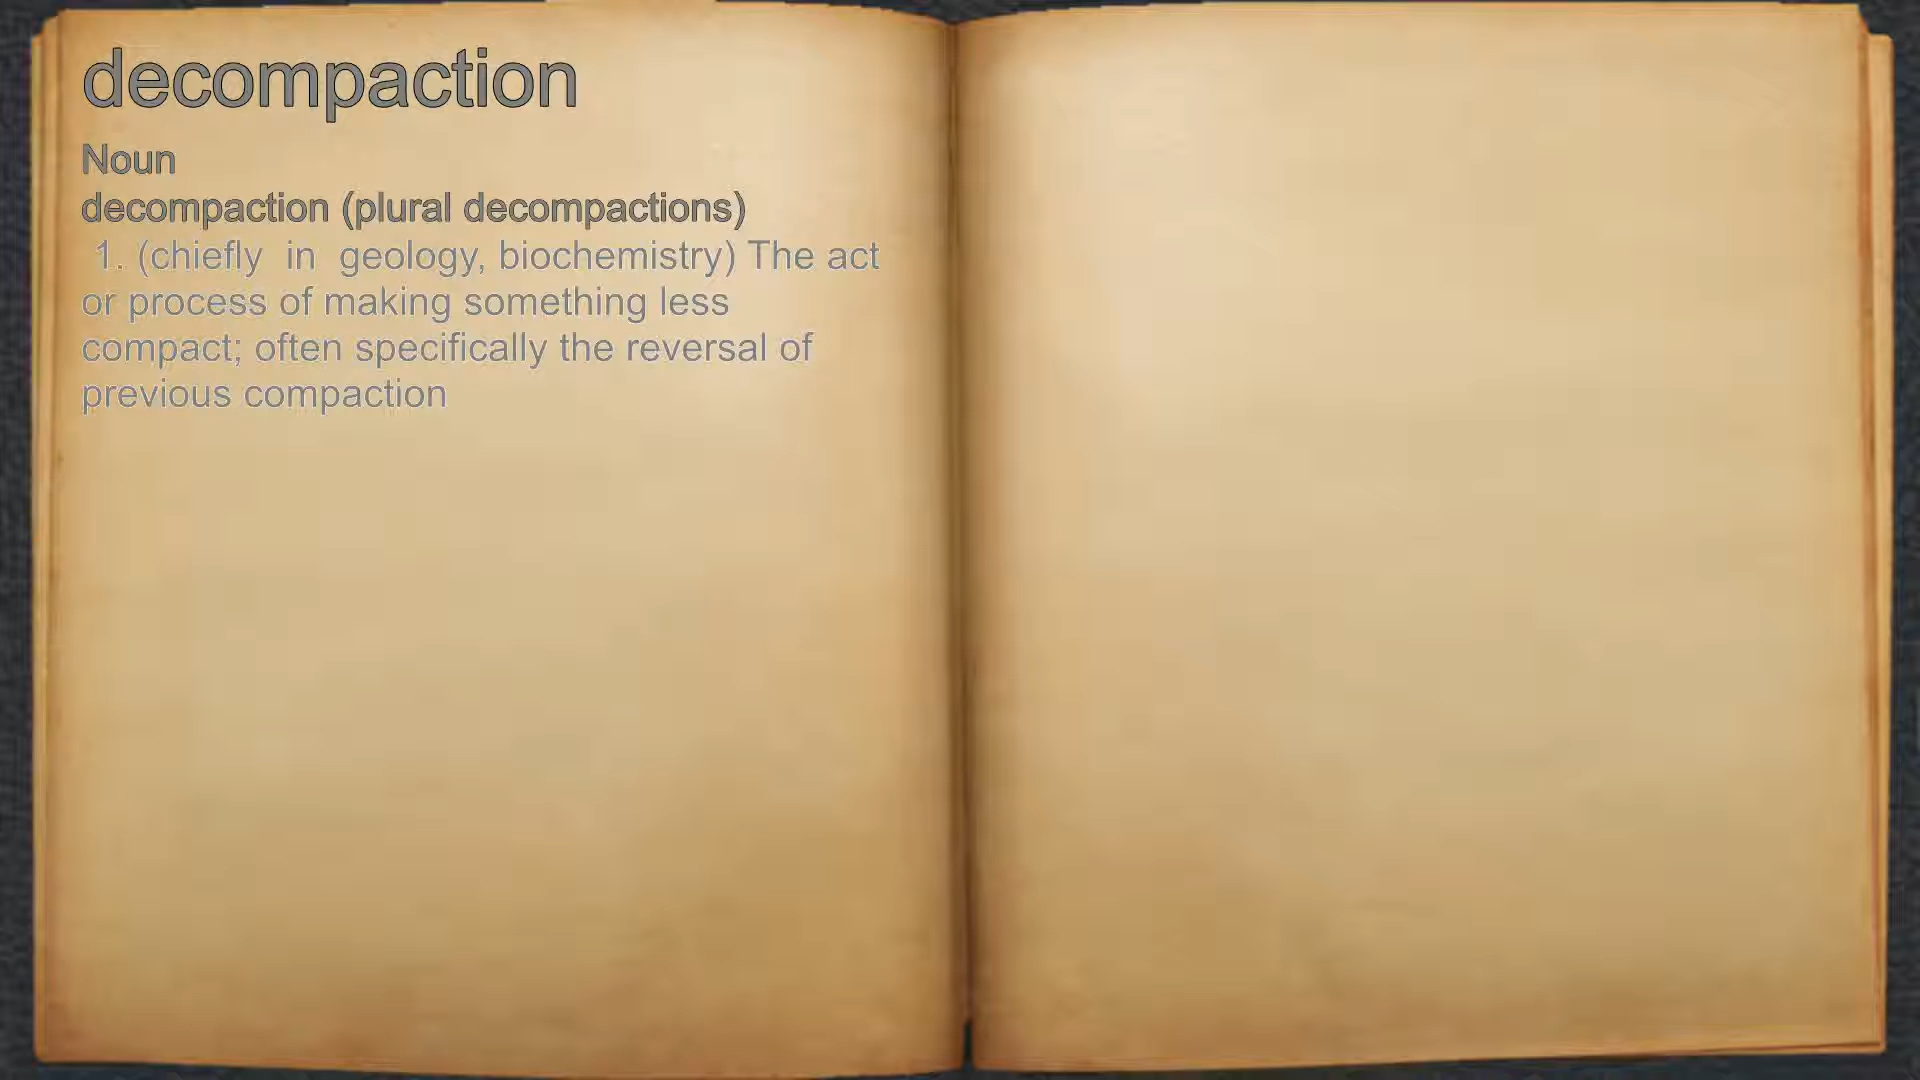 decompaction
Noun
decompaction (plural decompactions)
1. (chiefly in geology, biochemistry) The act
or process of making something less
compact; often specifically the reversal of
previous compaction